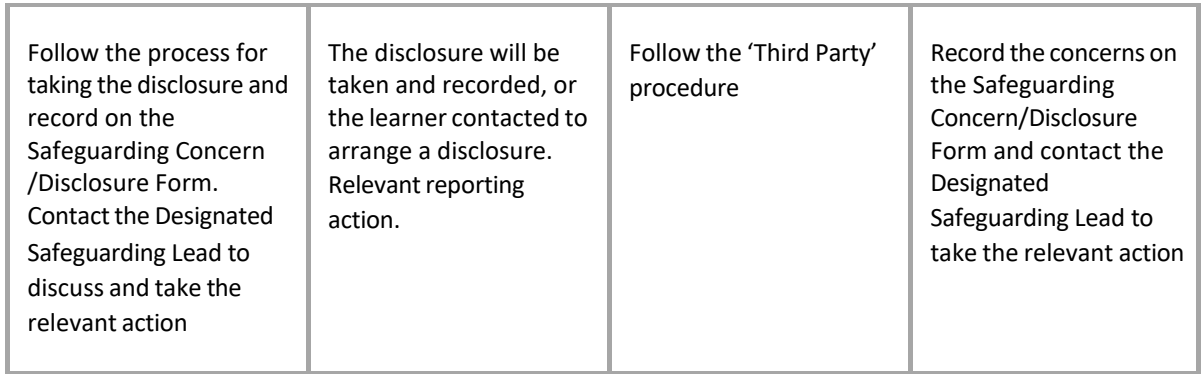 Follow the process for
taking the disclosure and
record on the
Safeguarding Concern
/Disclosure Form.
Contact the Designated
Safeguarding Lead to
discuss and take the
relevant action
The disclosure will be
taken and recorded, or
the learner contacted to
arrange a disclosure.
Relevant reporting
action.
Follow the ‘Third Party’
procedure
Record the concerns on
the Safeguarding
Concern/Disclosure
Form and contact the
Designated
Safeguarding Lead to
take the relevant action